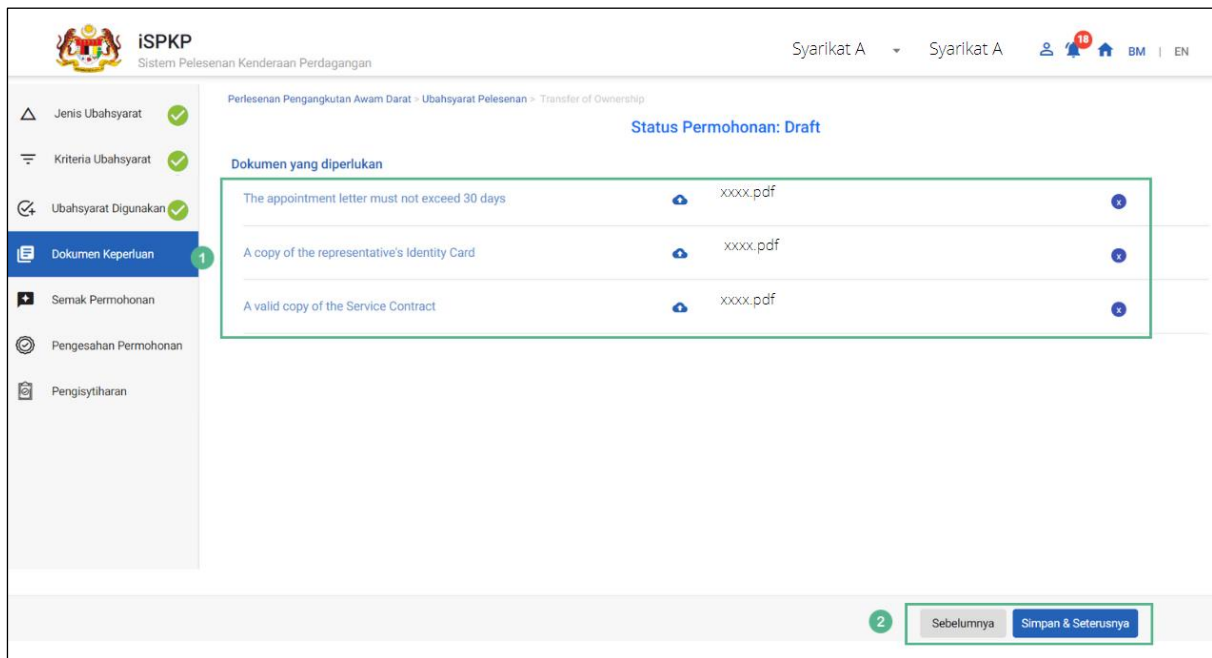 iSPKP
Sistem Pelesenan Kenderaan Perdagangan
Syarikat A Syarikat A 18 BM | EN
Jenis Ubahsyarat
Kriteria Ubahsyarat
Ubahsyarat Digunakan
Dokumen Keperluan
Semak Permohonan
Pengesahan Permohonan
Pengisytiharan
Perlesenan Pengangkutan Awam Darat > Ubahsyarat Pelesenan > Transfer of Ownership
Status Permohonan: Draft
Dokumen yang diperlukan
1
The appointment letter must not exceed 30 days xxxx.pdf x
A copy of the representative's Identity Card xxxx.pdf x
A valid copy of the Service Contract xxxx.pdf x
2 Sebelumnya Simpan & Seterusnya